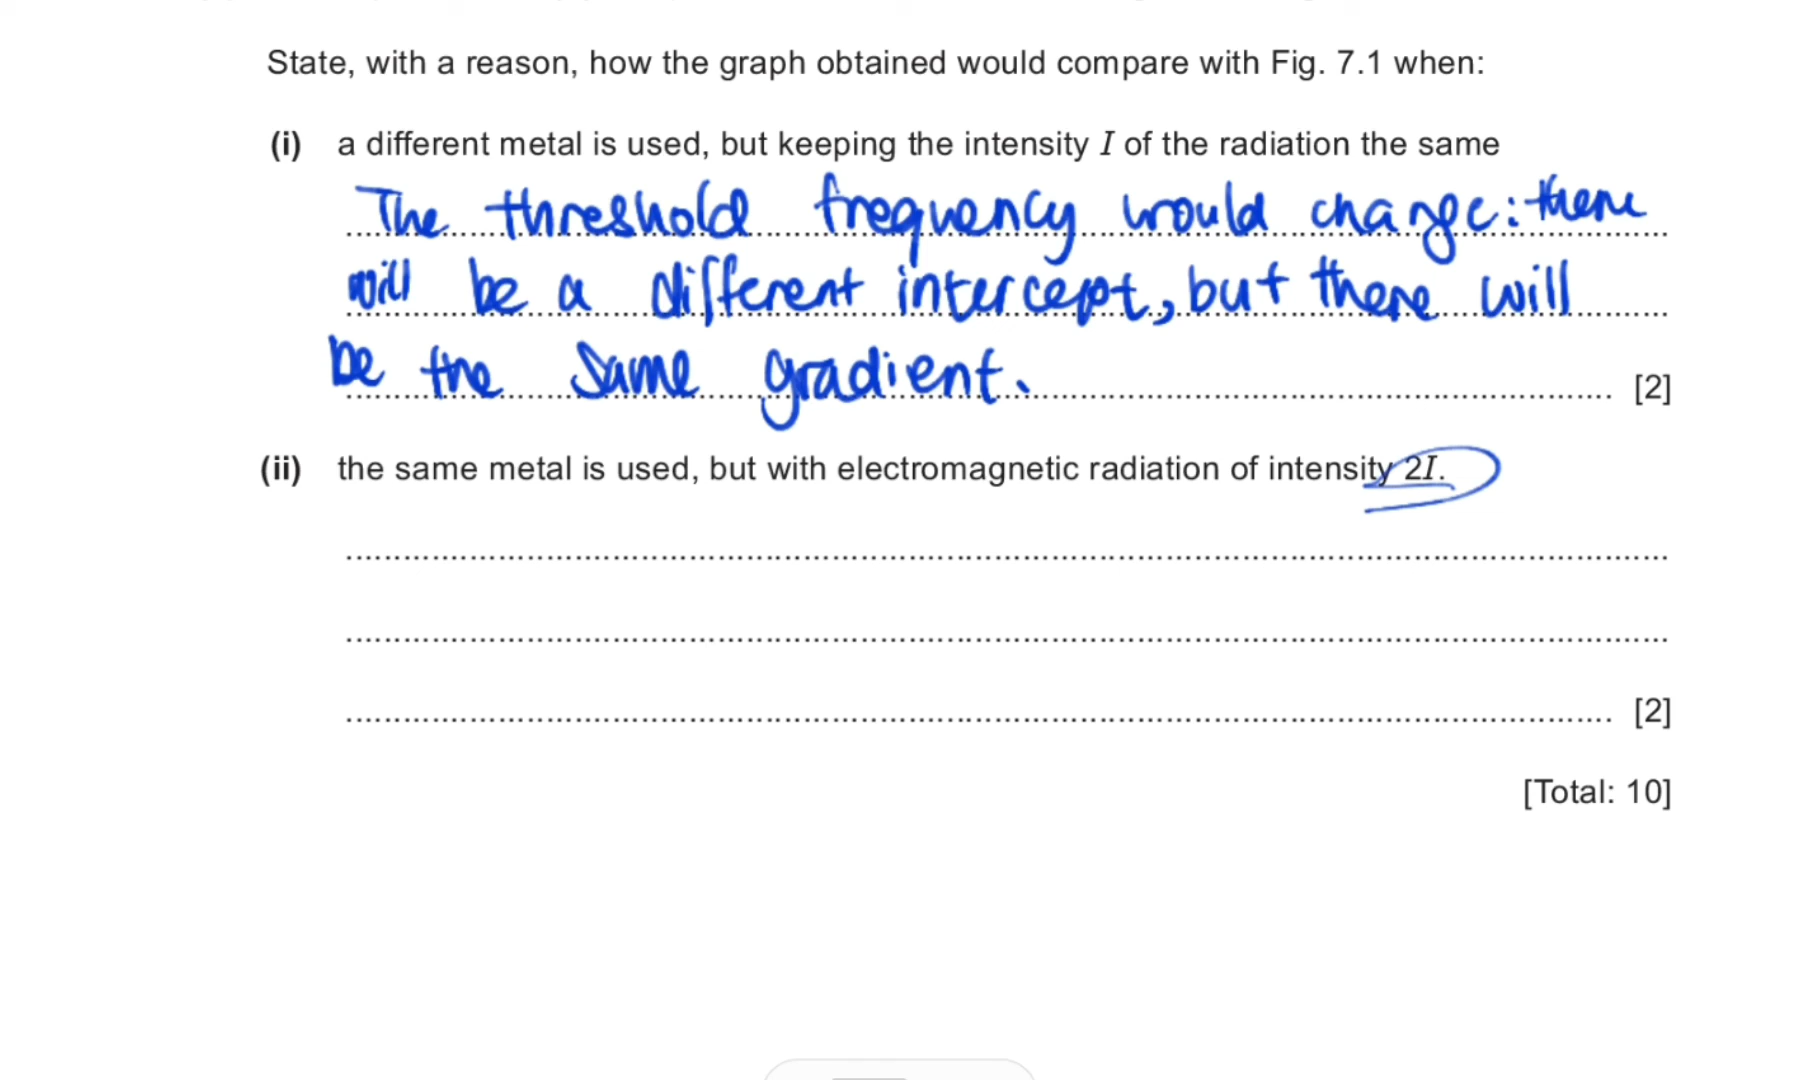 State, with a reason, how the graph obtained would compare with Fig. 7.1 when:
(i) a different metal is used, but keeping the intensity I of the radiation the same
The threshold frequency would change: there
will be a different intercept, but there will
be the same gradient. [2]
(ii) the same metal is used, but with electromagnetic radiation of intensity 2I.
[2]
[Total: 10]